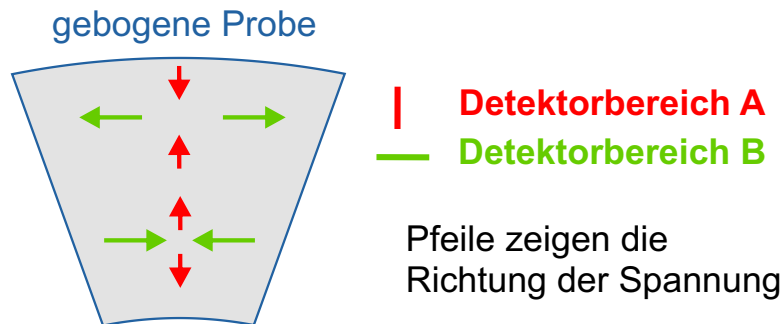 gebogene Probe
Detektorbereich A
Detektorbereich B
Pfeile zeigen die
Richtung der Spannung